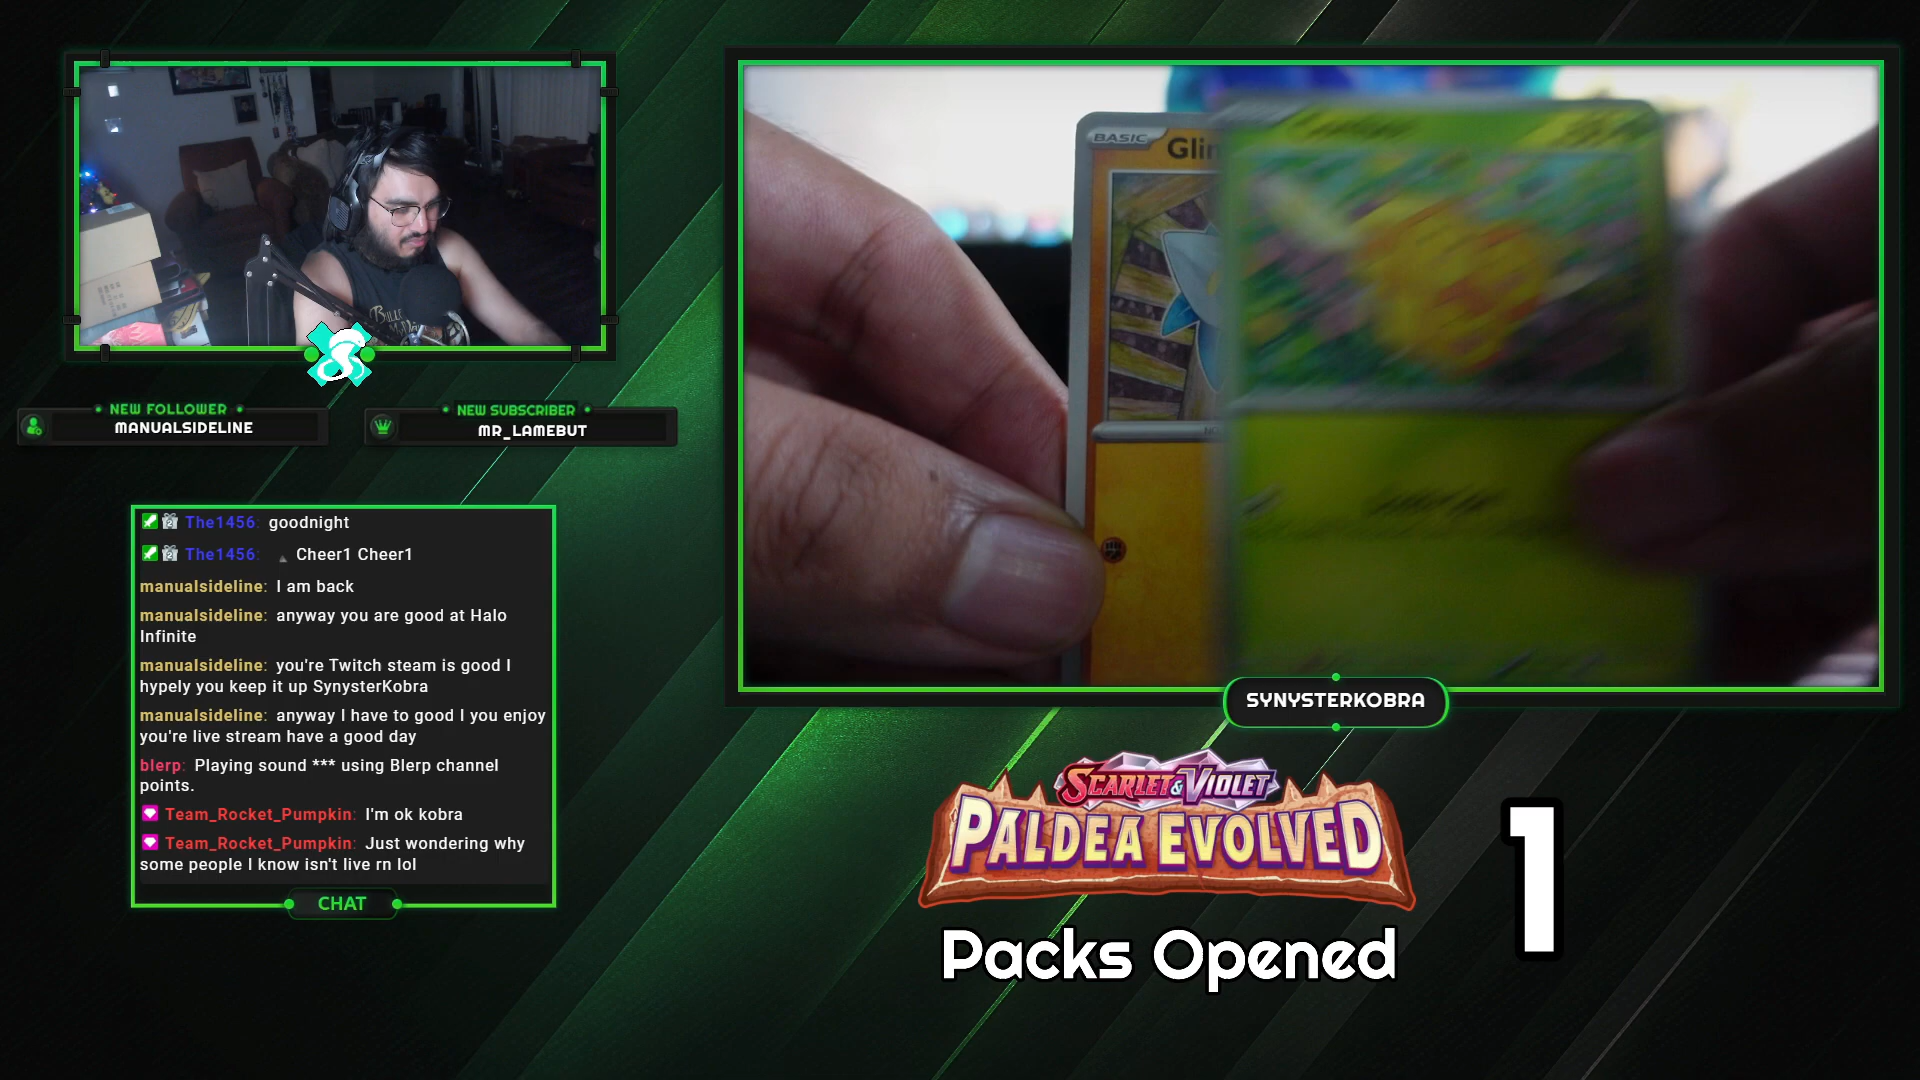 BASIC
Glim
NEW FOLLOWER
MANUALSIDELINE
NEW SUBSCRIBER
MR_LAMEBUT
The1456: goodnight
The1456: Cheer1 Cheer1
manualsideline: I am back
manualsideline: anyway you are good at Halo
Infinite
manualsideline: you're Twitch steam is good I
hypely you keep it up SynysterKobra
manualsideline: anyway I have to good I you enjoy
you're live stream have a good day
blerp: Playing sound *** using Blerp channel
points.
Team_Rocket_Pumpkin: I'm ok kobra
Team_Rocket_Pumpkin: Just wondering why
some people I know isn't live rn lol
CHAT
SYNYSTERKOBRA
SCARLET & VIOLET
PALDEA EVOLVED
Packs Opened
1